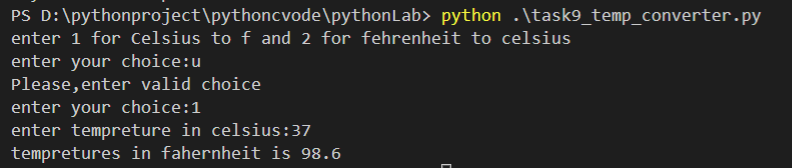 PS D:\pythonproject\pythoncvode\pythonLab> python .\task9_temp_converter.py
enter 1 for Celsius to f and 2 for fehrenheit to celsius
enter your choice:u
Please,enter valid choice
enter your choice:1
enter tempreture in celsius:37
tempretures in fahernheit is 98.6